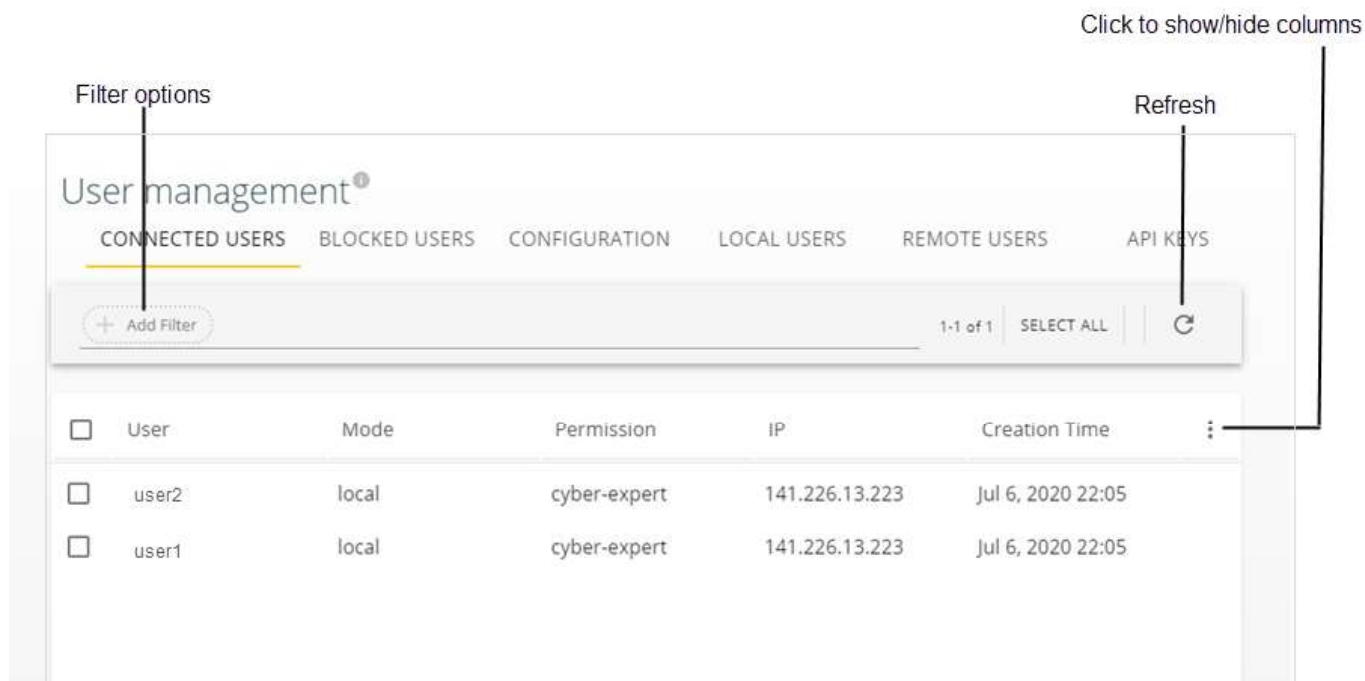 Click to show/hide columns
Filter options
Refresh
User management
CONNECTED USERS BLOCKED USERS CONFIGURATION LOCAL USERS REMOTE USERS API KEYS
+ Add Filter 1-1 of 1 SELECT ALL
User Mode Permission IP Creation Time
user2 local cyber-expert 141.226.13.223 Jul 6, 2020 22:05
user1 local cyber-expert 141.226.13.223 Jul 6, 2020 22:05